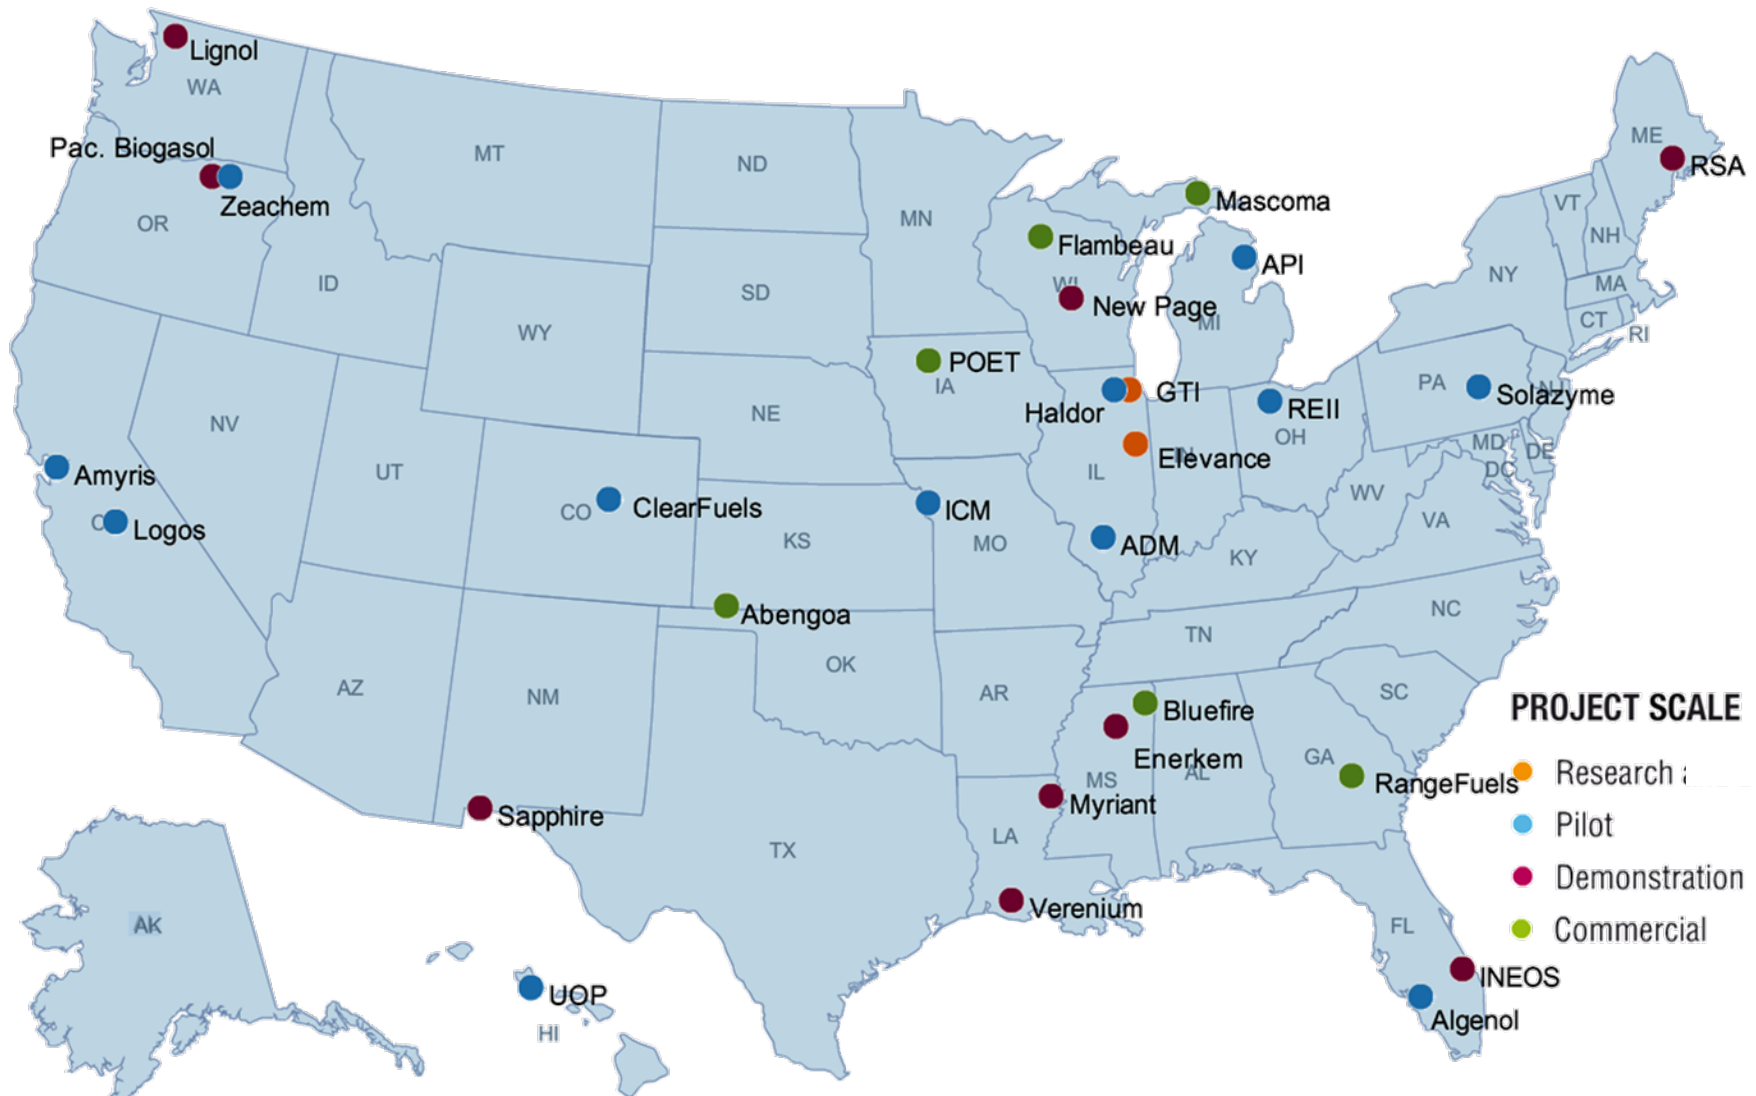 Lignol
WA
Pac. Biogasol
Zeachem
OR
MT
ID
ND
MN
SD
WY
NE
NV
UT
CO
KS
AZ
NM
OK
TX
AK
HI
Mascoma
Flambeau
API
WI
New Page
MI
POET
IA
GTI
Haldor
REII
OH
Elevance
IN
IL
ME
RSA
VT
NH
NY
MA
CT
RI
PA
Solazyme
NJ
MD
DE
DC
WV
VA
Amyris
Logos
ClearFuels
ICM
MO
ADM
KY
Abengoa
NC
TN
AR
SC
Bluefire
Enerkem
MS
AL
GA
RangeFuels
Myriant
LA
Sapphire
Verenium
FL
INEOS
Algenol
UOP
PROJECT SCALE
Research
Pilot
Demonstration
Commercial